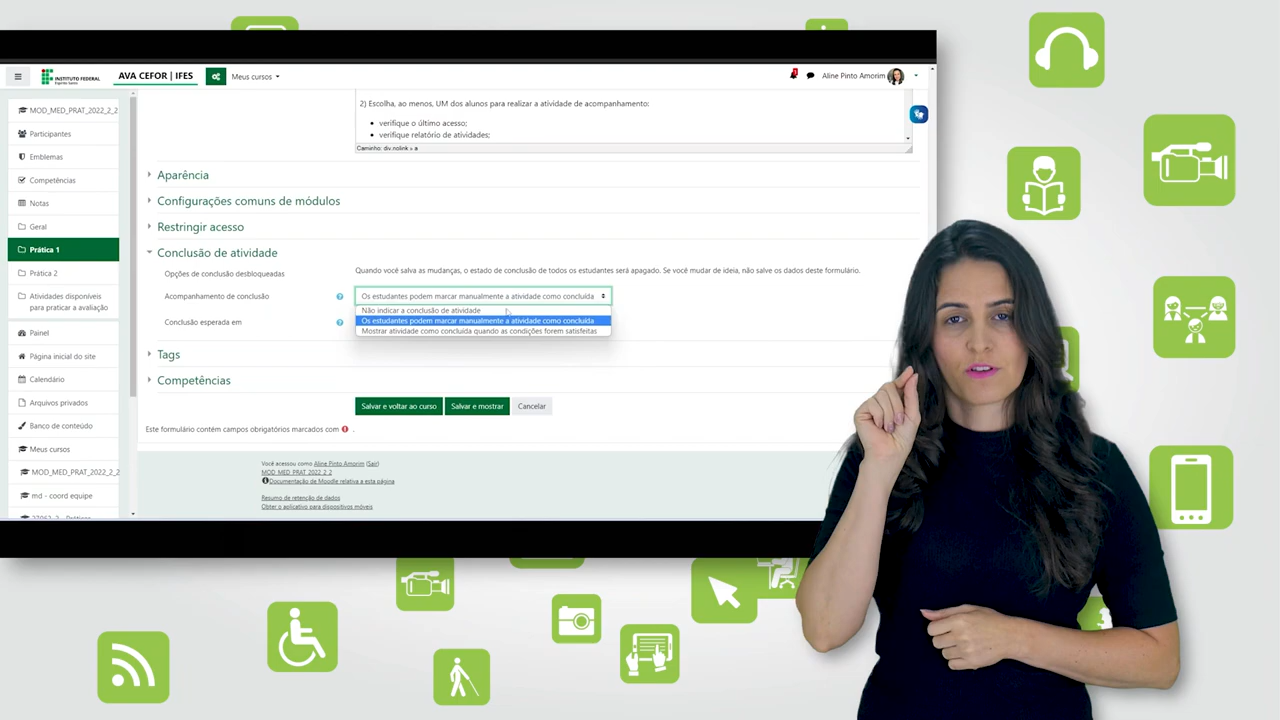 INSTITUTO FEDERAL
Espírito Santo
AVA CEFOR | IFES
Meus cursos
Aline Pinto Amorim
MOD_MED_PRAT_2022_2_2
Participantes
Emblemas
Competências
Notas
Geral
Prática 1
Prática 2
Atividades disponíveis
para praticar a avaliação
Painel
Página inicial do site
Calendário
Arquivos privados
Banco de conteúdo
Meus cursos
MOD_MED_PRAT_2022_2_2
md - coord equipe
2) Escolha, ao menos, UM dos alunos para realizar a atividade de acompanhamento:
verifique o último acesso;
verifique relatório de atividades;
Caminho: div.nolink » a
Aparência
Configurações comuns de módulos
Restringir acesso
Conclusão de atividade
Opções de conclusão desbloqueadas
Quando você salva as mudanças, o estado de conclusão de todos os estudantes será apagado. Se você mudar de ideia, não salve os dados deste formulário.
Acompanhamento de conclusão
Os estudantes podem marcar manualmente a atividade como concluída
Não indicar a conclusão de atividade
Os estudantes podem marcar manualmente a atividade como concluída
Mostrar atividade como concluída quando as condições forem satisfeitas
Conclusão esperada em
Tags
Competências
Salvar e voltar ao curso
Salvar e mostrar
Cancelar
Este formulário contém campos obrigatórios marcados com .
Você acessou como Aline Pinto Amorim (Sair)
MOD_MED_PRAT_2022_2_2
Documentação de Moodle relativa a esta página
Resumo de retenção de dados
Obter o aplicativo para dispositivos móveis